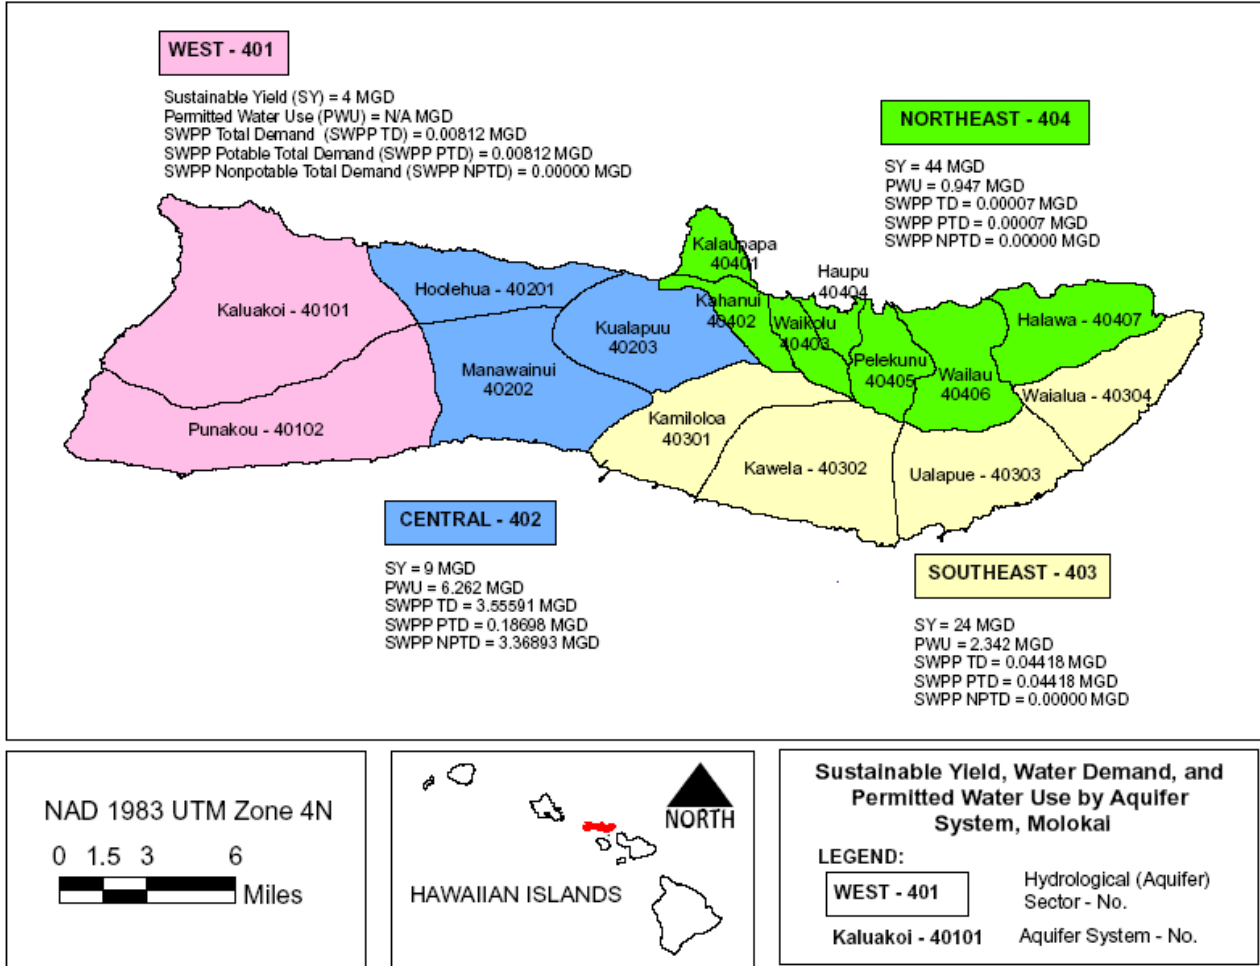 WEST - 401
Sustainable Yield (SY) = 4 MGD
Permitted Water Use (PWU) = N/A MGD
SWPP Total Demand (SWPP TD) = 0.00812 MGD
SWPP Potable Total Demand (SWPP PTD) = 0.00812 MGD
SWPP Nonpotable Total Demand (SWPP NPTD) = 0.00000 MGD
NORTHEAST - 404
SY = 44 MGD
PWU = 0.947 MGD
SWPP TD = 0.00007 MGD
SWPP PTD = 0.00007 MGD
SWPP NPTD = 0.00000 MGD
Kaluakoi - 40101
Punakou - 40102
Hoolehua - 40201
Manawainui
40202
Kualapuu
40203
Kalaupapa
40401
Kahanui
40402
Waikolu
40403
Haupu
40404
Pelekunu
40405
Wailau
40406
Halawa - 40407
Kamiloloa
40301
Kawela - 40302
Ualapue - 40303
Waialua - 40304
CENTRAL - 402
SY = 9 MGD
PWU = 6.262 MGD
SWPP TD = 3.55591 MGD
SWPP PTD = 0.18698 MGD
SWPP NPTD = 3.36893 MGD
SOUTHEAST - 403
SY = 24 MGD
PWU = 2.342 MGD
SWPP TD = 0.04418 MGD
SWPP PTD = 0.04418 MGD
SWPP NPTD = 0.00000 MGD
NAD 1983 UTM Zone 4N
0 1.5 3 6
Miles
NORTH
HAWAIIAN ISLANDS
Sustainable Yield, Water Demand, and
Permitted Water Use by Aquifer
System, Molokai
LEGEND:
WEST - 401
Hydrological (Aquifer)
Sector - No.
Kaluakoi - 40101
Aquifer System - No.